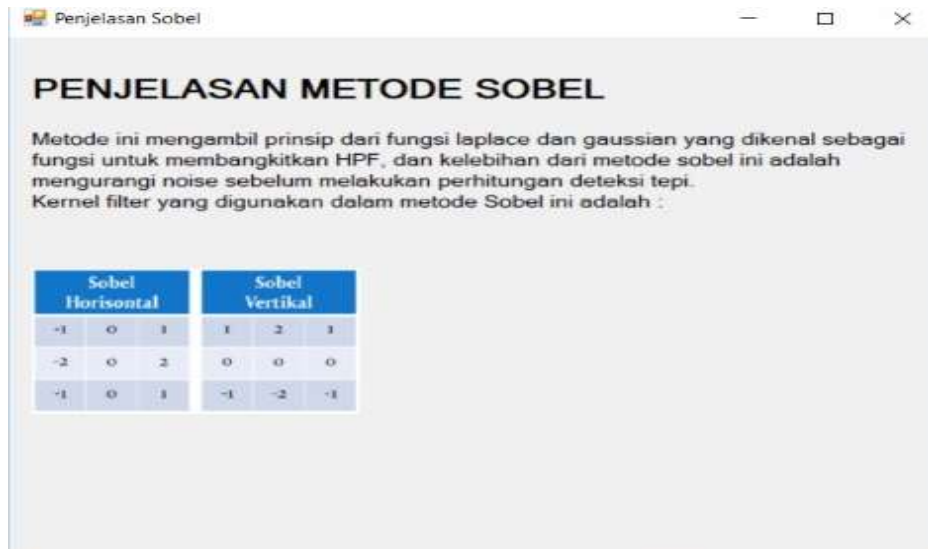 Penjelasan Sobel
PENJELASAN METODE SOBEL
Metode ini mengambil prinsip dari fungsi laplace dan gaussian yang dikenal sebagai
fungsi untuk membangkitkan HPF, dan kelebihan dari metode sobel ini adalah
mengurangi noise sebelum melakukan perhitungan deteksi tepi.
Kernel filter yang digunakan dalam metode Sobel ini adalah :
Sobel
Horisontal
-1 0 1
-2 0 2
-1 0 1
Sobel
Vertikal
1 2 1
0 0 0
-1 -2 -1